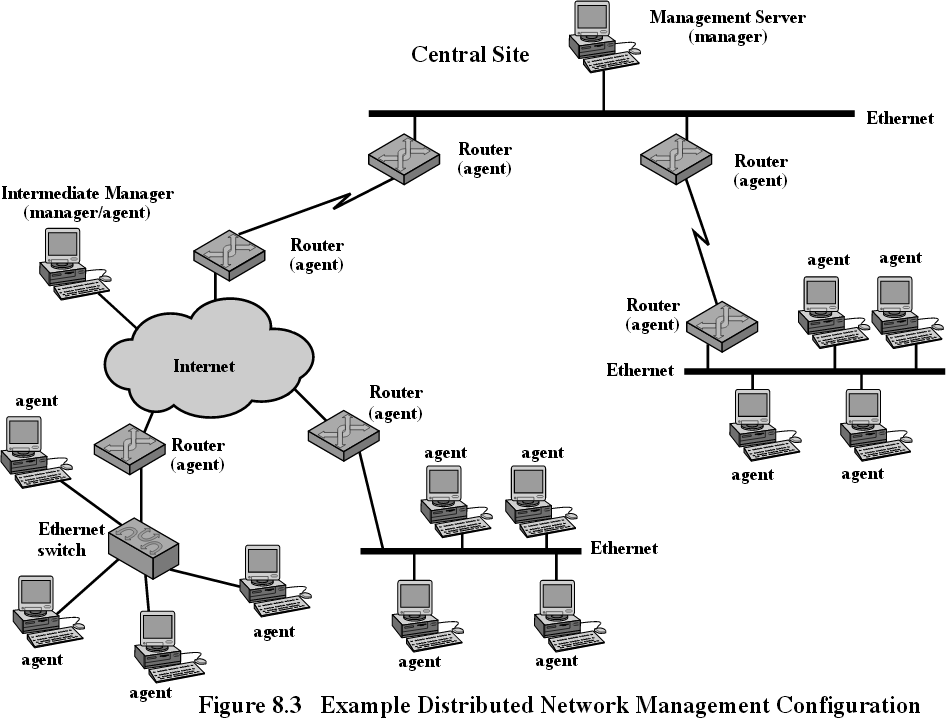 Management Server
(manager)
Central Site
Ethernet
Router
(agent)
Router
(agent)
Intermediate Manager
(manager/agent)
Router
(agent)
agent
agent
Router
(agent)
Internet
Ethernet
Router
(agent)
agent
Router
(agent)
agent
agent
agent
agent
Ethernet
switch
Ethernet
agent
agent
agent
agent
agent
agent
Figure 8.3 Example Distributed Network Management Configuration